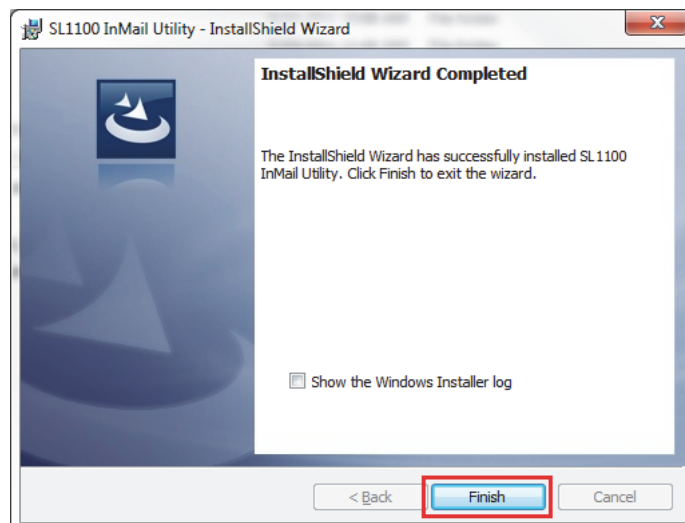 SL1100 InMail Utility - InstallShield Wizard
InstallShield Wizard Completed
The InstallShield Wizard has successfully installed SL1100
InMail Utility. Click Finish to exit the wizard.
Show the Windows Installer log
< Back
Finish
Cancel